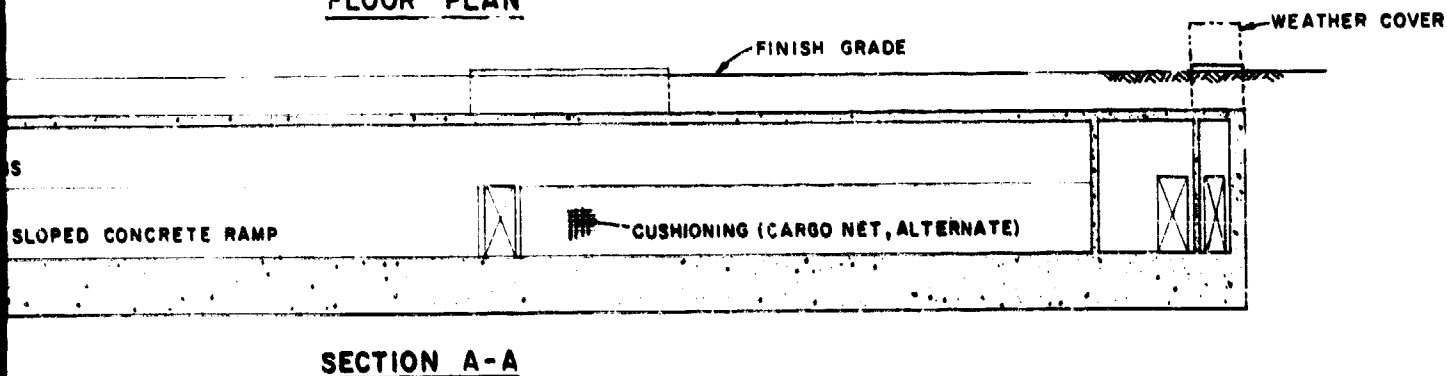 FLOOR PLAN
WEATHER COVER
FINISH GRADE
SLOPED CONCRETE RAMP
CUSHIONING (CARGO NET, ALTERNATE)
SECTION A-A